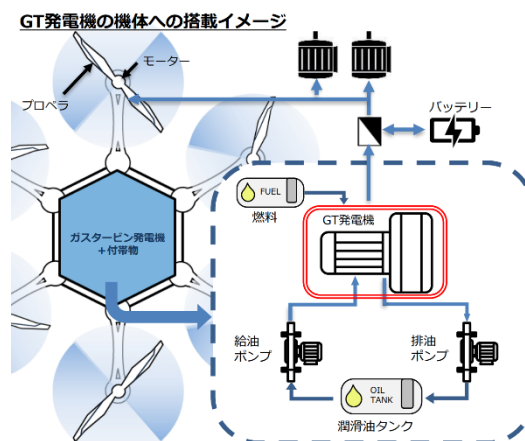 GT発電機の機体への搭載イメージ
モーター
プロペラ
バッテリー
FUEL
燃料
GT発電機
ガスタービン発電機
+付帯物
給油
ポンプ
排油
ポンプ
OIL
TANK
潤滑油タンク